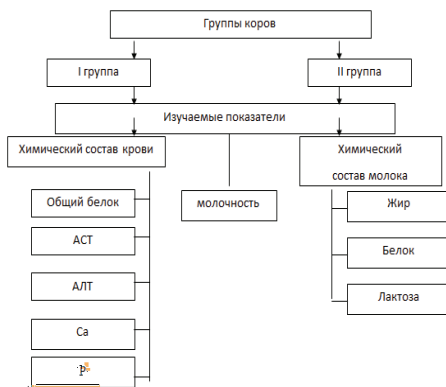 Группы коров
I группа
II группа
Изучаемые показатели
Химический состав крови
Химический
состав молока
молочность
Общий белок
АСТ
АЛТ
Са
Р
Жир
Белок
Лактоза